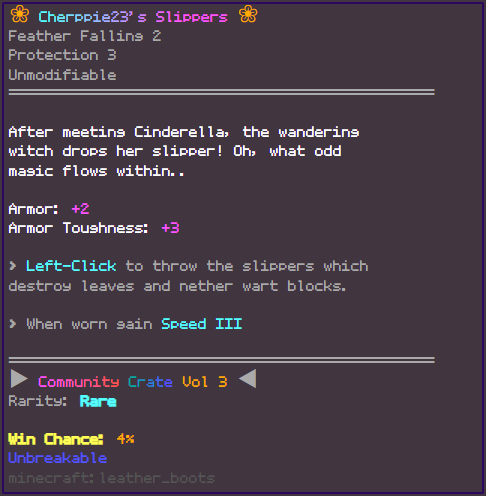 ❀ Cherppie23's Slippers ❀
Feather Falling 2
Protection 3
Unmodifiable
After meeting Cinderella, the wandering
witch drops her slipper! Oh, what odd
magic flows within..
Armor: +2
Armor Toughness: +3
> Left-Click to throw the slippers which
destroy leaves and nether wart blocks.
> When worn gain Speed III
▶ Community Crate Vol 3 ◀
Rarity: Rare
Win Chance: 4%
Unbreakable
minecraft:leather_boots